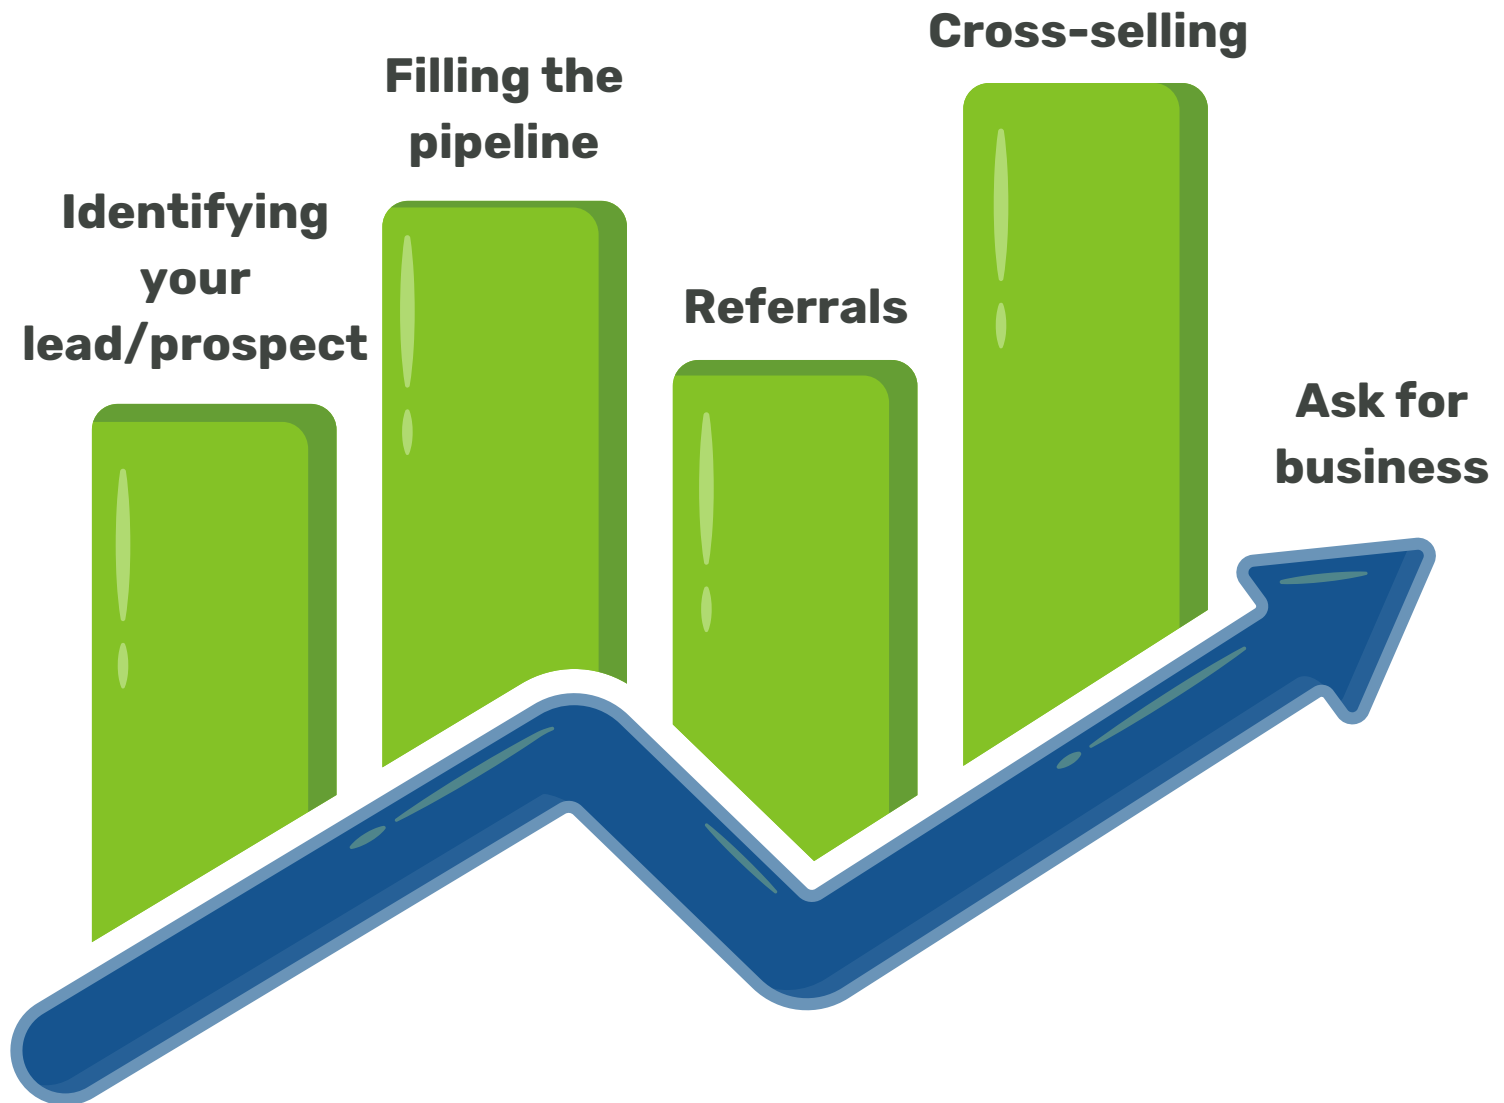 Identifying
your
lead/prospect
Filling the
pipeline
Referrals
Cross-selling
Ask for
business